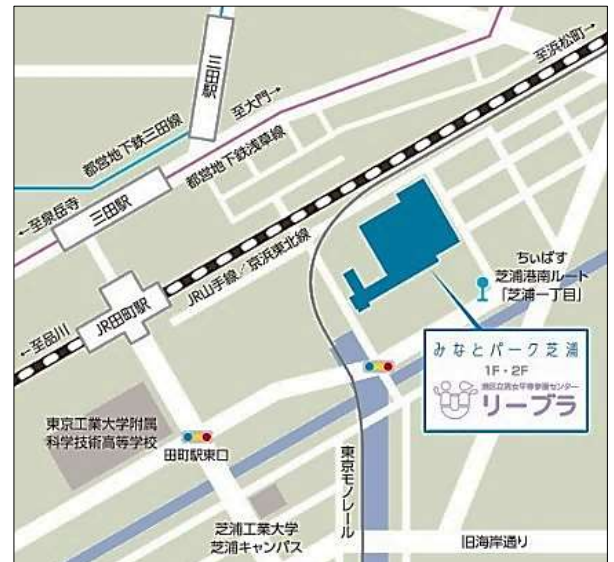 三田駅
至浜松町→
至大門→
都営地下鉄三田線
都営地下鉄浅草線
←至泉岳寺
三田駅
JR山手線/京浜東北線
JR田町駅
←至品川
ちぃばす
芝浦港南ルート
「芝浦一丁目」
みなとパーク芝浦
1F・2F
港区立男女平等参画センター
リーブラ
東京工業大学附属
科学技術高等学校
田町駅東口
東京モノレール
芝浦工業大学
芝浦キャンパス
旧海岸通り